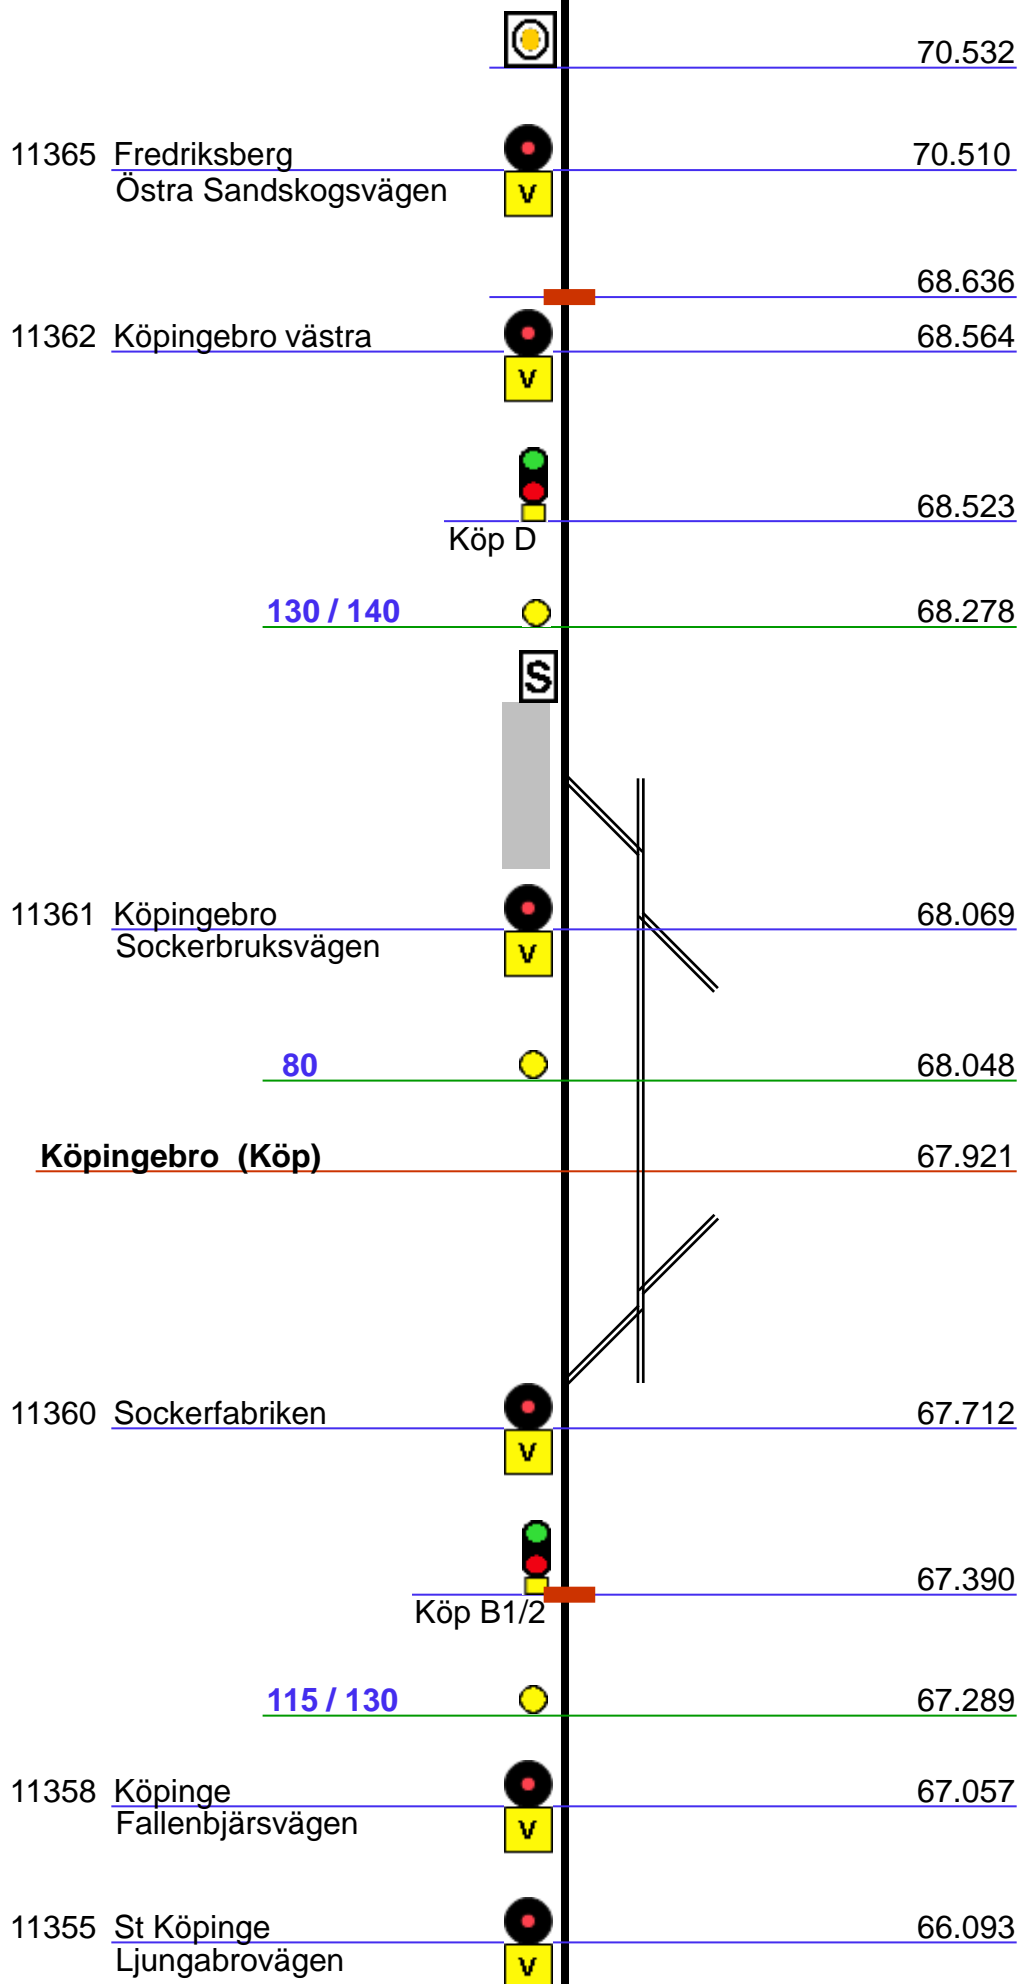 70.532
11365 Fredriksberg 70.510
Östra Sandskogsvägen
V
68.636
11362 Köpingebro västra 68.564
V
68.523
Köp D
130 / 140 68.278
S
11361 Köpingebro 68.069
Sockerbruksvägen
V
80 68.048
Köpingebro (Köp) 67.921
11360 Sockerfabriken 67.712
V
67.390
Köp B1/2
115 / 130 67.289
11358 Köpinge 67.057
Fallenbjärsvägen
V
11355 St Köpinge 66.093
Ljungabrovägen
V